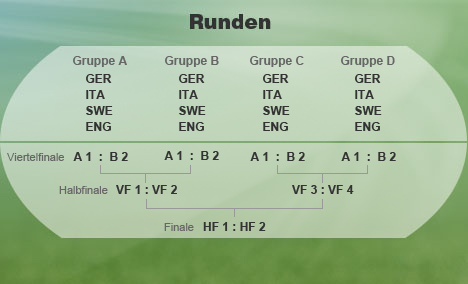 Runden
Gruppe A Gruppe B Gruppe C Gruppe D
GER GER GER GER
ITA ITA ITA ITA
SWE SWE SWE SWE
ENG ENG ENG ENG
Viertelfinale A 1 : B 2 A 1 : B 2 A 1 : B 2 A 1 : B 2
Halbfinale VF 1 : VF 2 VF 3 : VF 4
Finale HF 1 : HF 2